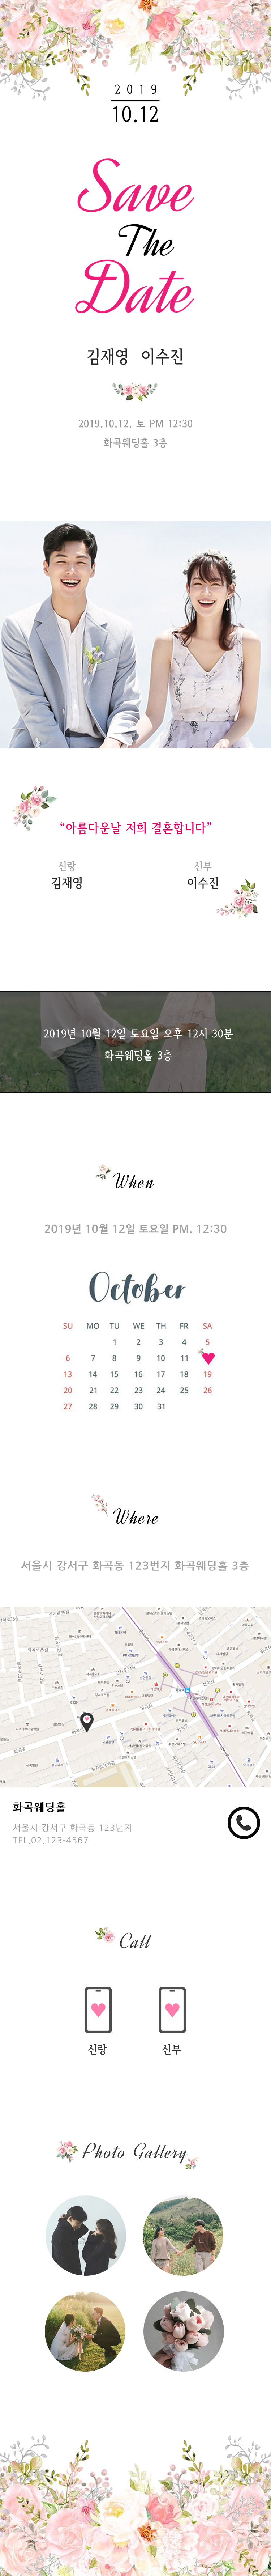 2019
10.12
Save
The
Date
김재영 이수진
2019.10.12. 토 PM 12:30
화곡웨딩홀 3층
“아름다운날 저희 결혼합니다”
신랑 신부
김재영 이수진
2019년 10월 12일 토요일 오후 12시 30분
화곡웨딩홀 3층
When
2019년 10월 12일 토요일 PM. 12:30
October
SU MO TU WE TH FR SA
1 2 3 4 5
6 7 8 9 10 11
13 14 15 16 17 18 19
20 21 22 23 24 25 26
27 28 29 30 31
Where
서울시 강서구 화곡동 123번지 화곡웨딩홀 3층
화곡웨딩홀
서울시 강서구 화곡동 123번지
TEL.02.123-4567
Call
신랑 신부
Photo Gallery